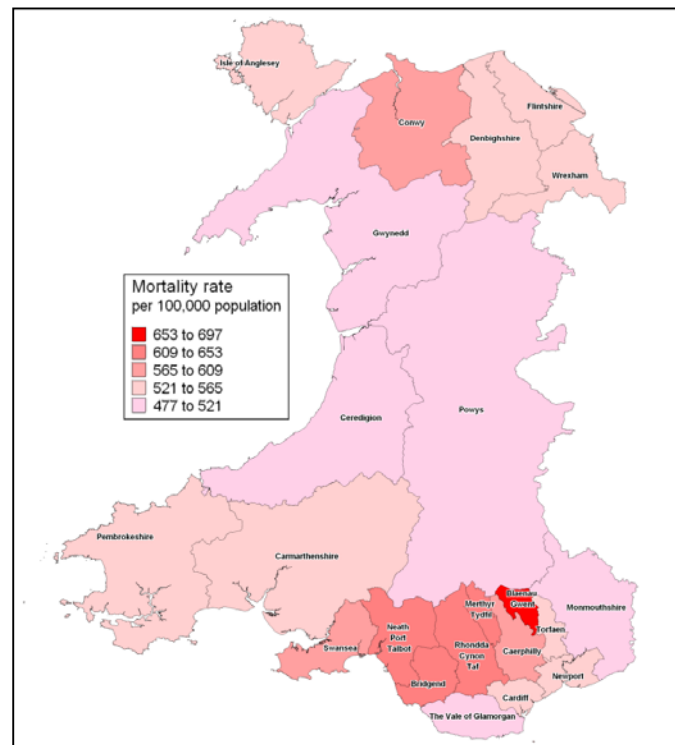 Isle of Anglesey
Conwy
Flintshire
Denbighshire
Wrexham
Gwynedd
Mortality rate
per 100,000 population
653 to 697
609 to 653
565 to 609
521 to 565
477 to 521
Ceredigion
Powys
Pembrokeshire
Carmarthenshire
Blaenau
Gwent
Merthyr
Tydfil
Monmouthshire
Neath
Port
Talbot
Torfaen
Swansea
Rhondda
Cynon
Taf
Caerphilly
Bridgend
Newport
Cardiff
The Vale of Glamorgan